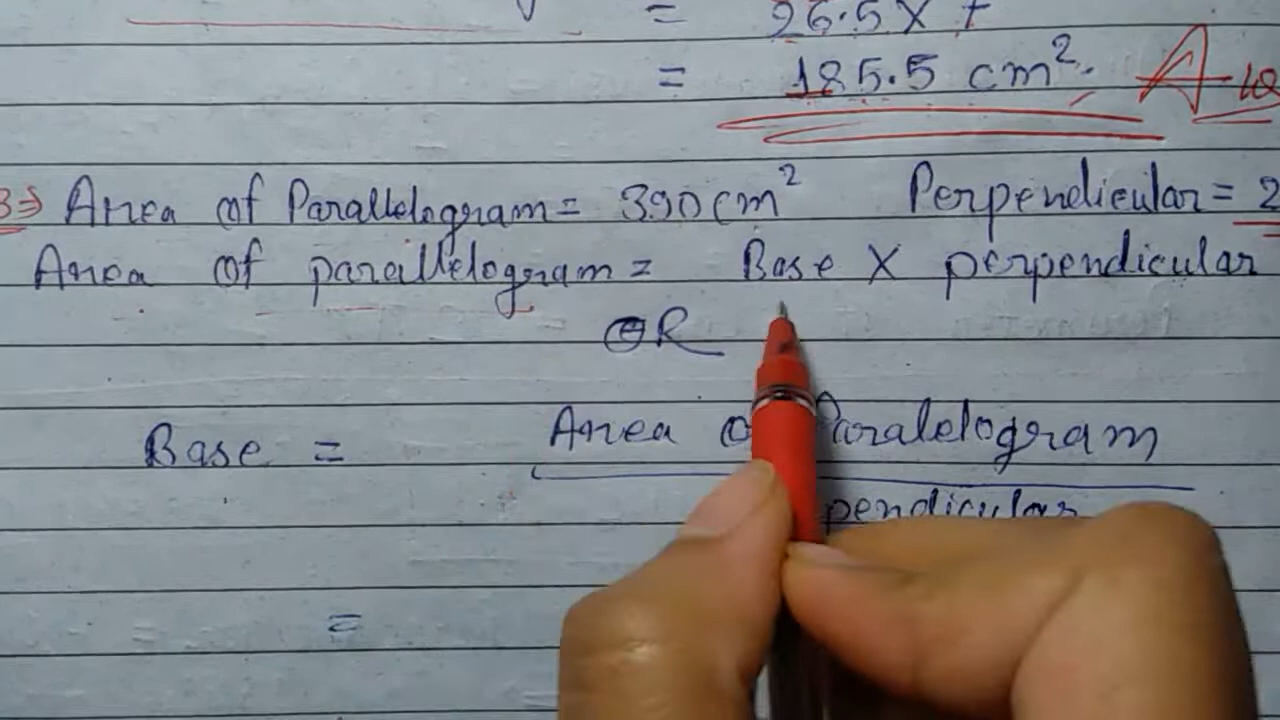 = 26.5 X 7
= 185.5 cm².
3⇒ Area of Parallelogram = 390 cm² Perpendicular = 2
Area of parallelogram = Base X perpendicular
OR
Base = Area Paralelogram
pendicular
=